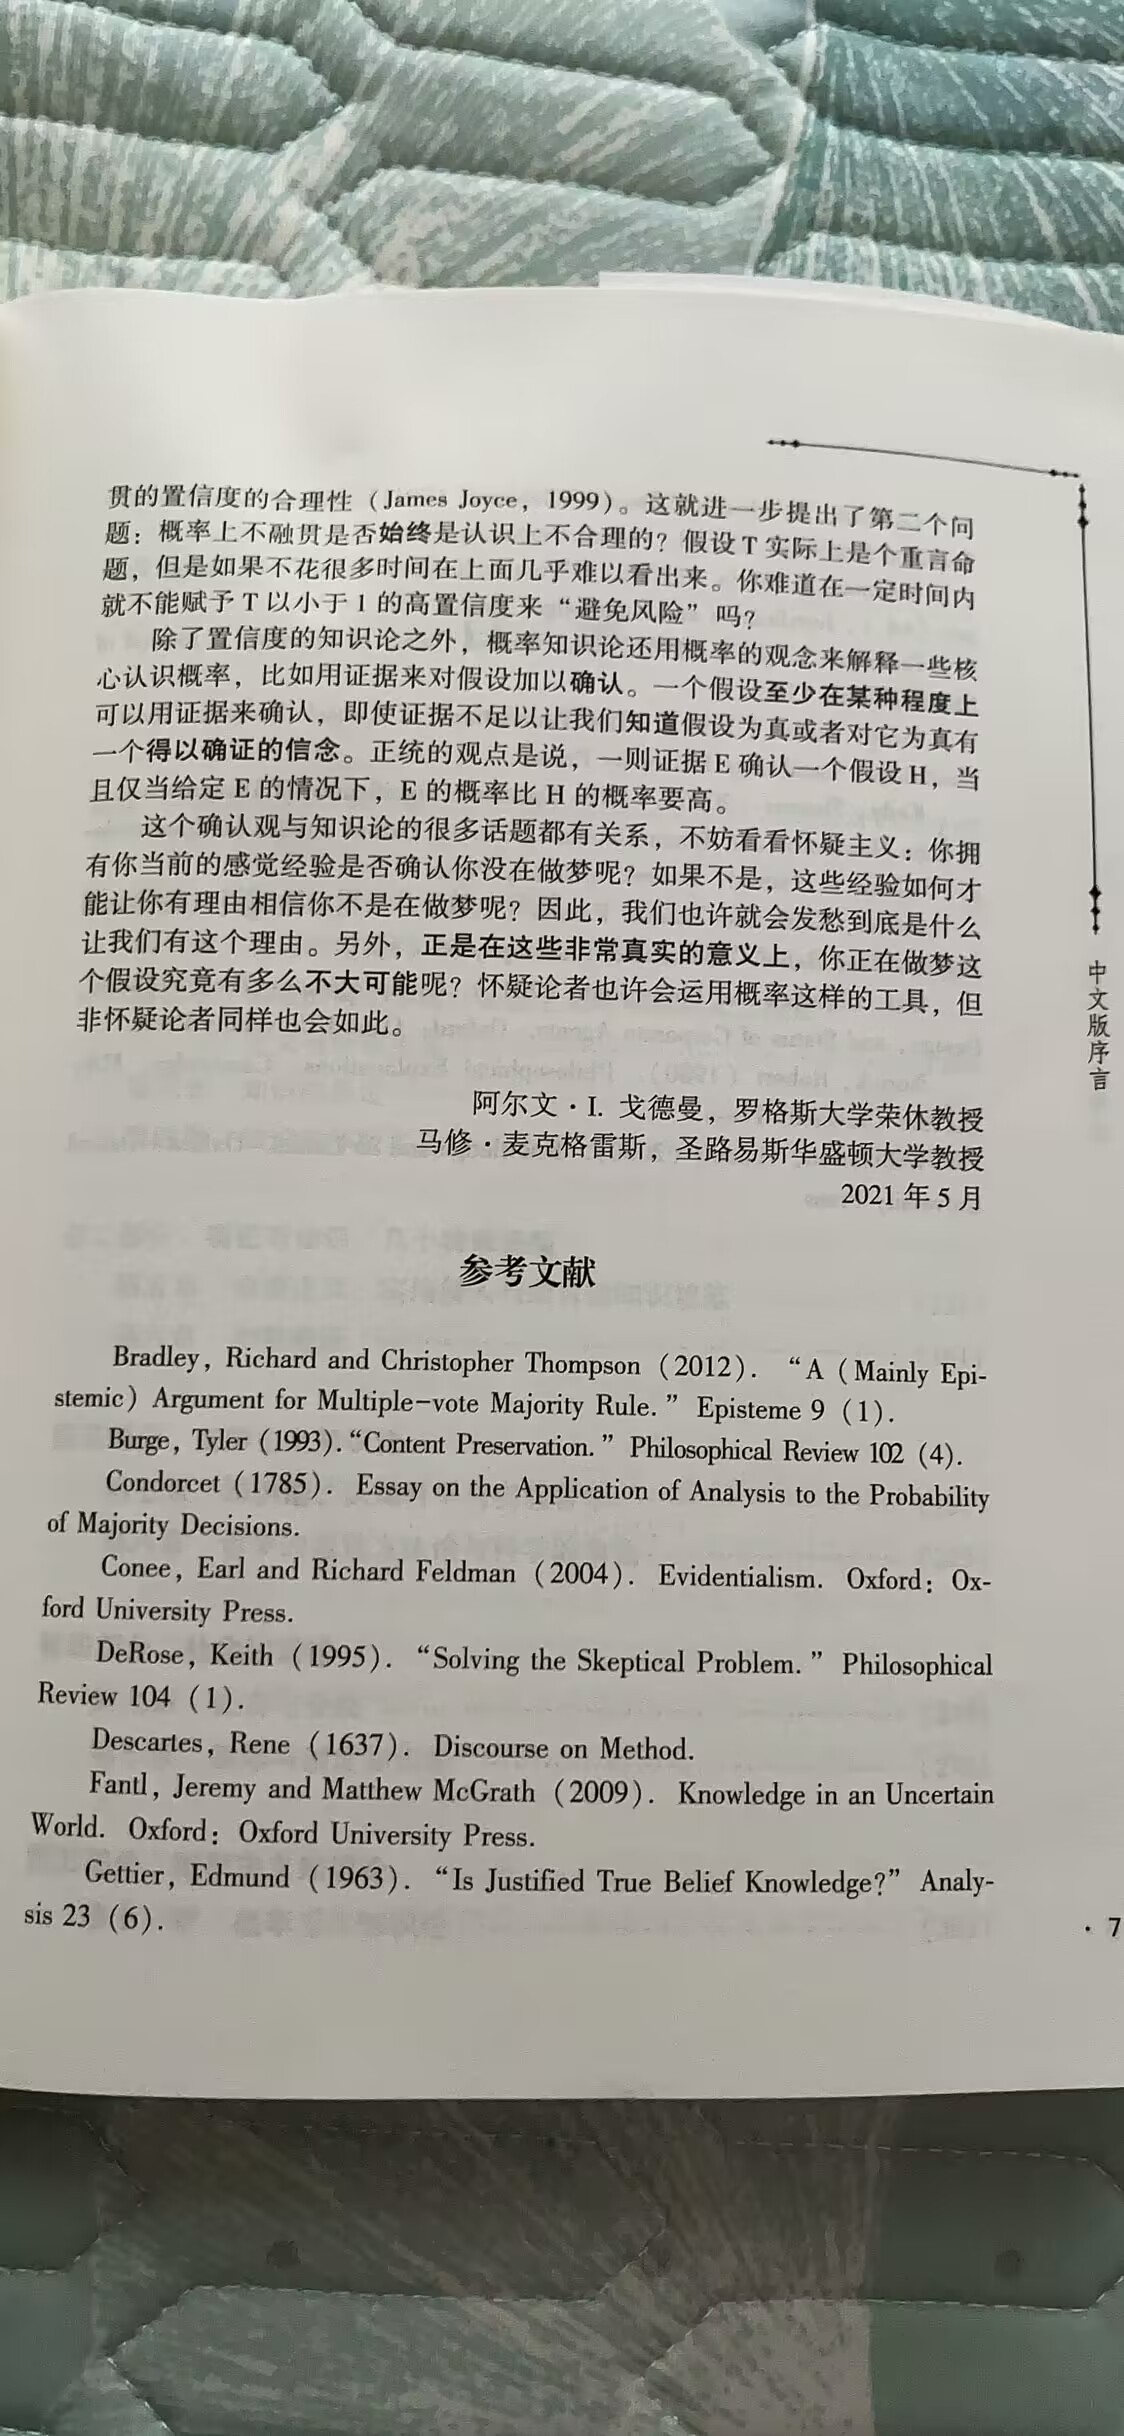 贯的置信度的合理性（James Joyce，1999）。这就进一步提出了第二个问
题：概率上不融贯是否始终是认识上不合理的？假设 T 实际上是个重言命
题，但是如果不花很多时间在上面几乎难以看出来。你难道在一定时间内
就不能赋予 T 以小于 1 的高置信度来“避免风险”吗？
除了置信度的知识论之外，概率知识论还用概率的观念来解释一些核
心认识概率，比如用证据来对假设加以确认。一个假设至少在某种程度上
可以用证据来确认，即使证据不足以让我们知道假设为真或者对它为真有
一个得以确证的信念。正统的观点是说，一则证据 E 确认一个假设 H，当
且仅当给定 E 的情况下，E 的概率比 H 的概率要高。
这个确认观与知识论的很多话题都有关系，不妨看看怀疑主义：你拥
有你当前的感觉经验是否确认你没在做梦呢？如果不是，这些经验如何才
能让你有理由相信你不是在做梦呢？因此，我们也许就会发愁到底是什么
让我们有这个理由。另外，正是在这些非常真实的意义上，你正在做梦这
个假设究竟有多么不大可能呢？怀疑论者也许会运用概率这样的工具，但
非怀疑论者同样也会如此。
阿尔文·I. 戈德曼，罗格斯大学荣休教授
马修·麦克格雷斯，圣路易斯华盛顿大学教授
2021 年 5 月
参考文献
Bradley, Richard and Christopher Thompson (2012). “A (Mainly Epi-
stemic) Argument for Multiple-vote Majority Rule.” Episteme 9 (1).
Burge, Tyler (1993). “Content Preservation.” Philosophical Review 102 (4).
Condorcet (1785). Essay on the Application of Analysis to the Probability
of Majority Decisions.
Conee, Earl and Richard Feldman (2004). Evidentialism. Oxford: Ox-
ford University Press.
DeRose, Keith (1995). “Solving the Skeptical Problem.” Philosophical
Review 104 (1).
Descartes, Rene (1637). Discourse on Method.
Fantl, Jeremy and Matthew McGrath (2009). Knowledge in an Uncertain
World. Oxford: Oxford University Press.
Gettier, Edmund (1963). “Is Justified True Belief Knowledge?” Analy-
sis 23 (6).
中文版序言
· 7